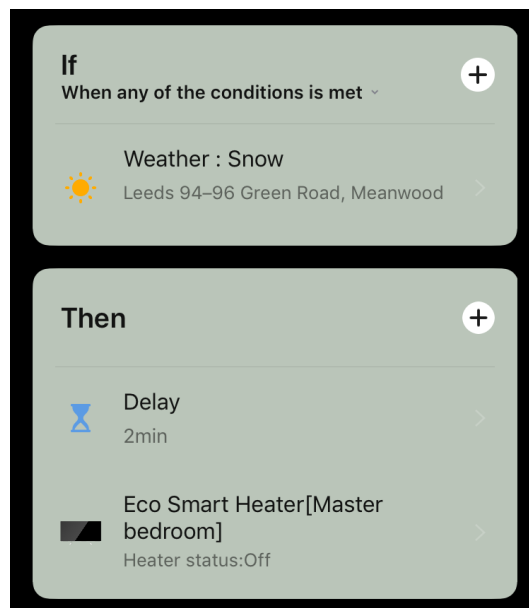 If
When any of the conditions is met
Weather : Snow
Leeds 94–96 Green Road, Meanwood
Then
Delay
2min
Eco Smart Heater[Master
bedroom]
Heater status:Off